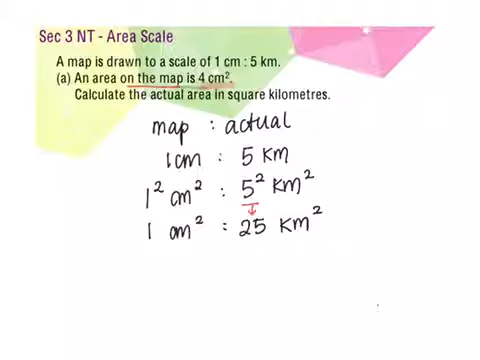 Sec 3 NT - Area Scale
A map is drawn to a scale of 1 cm : 5 km.
(a) An area on the map is 4 cm².
Calculate the actual area in square kilometres.
map : actual
1cm : 5 km
1² cm² : 5² km²
1 cm² : 25 km²